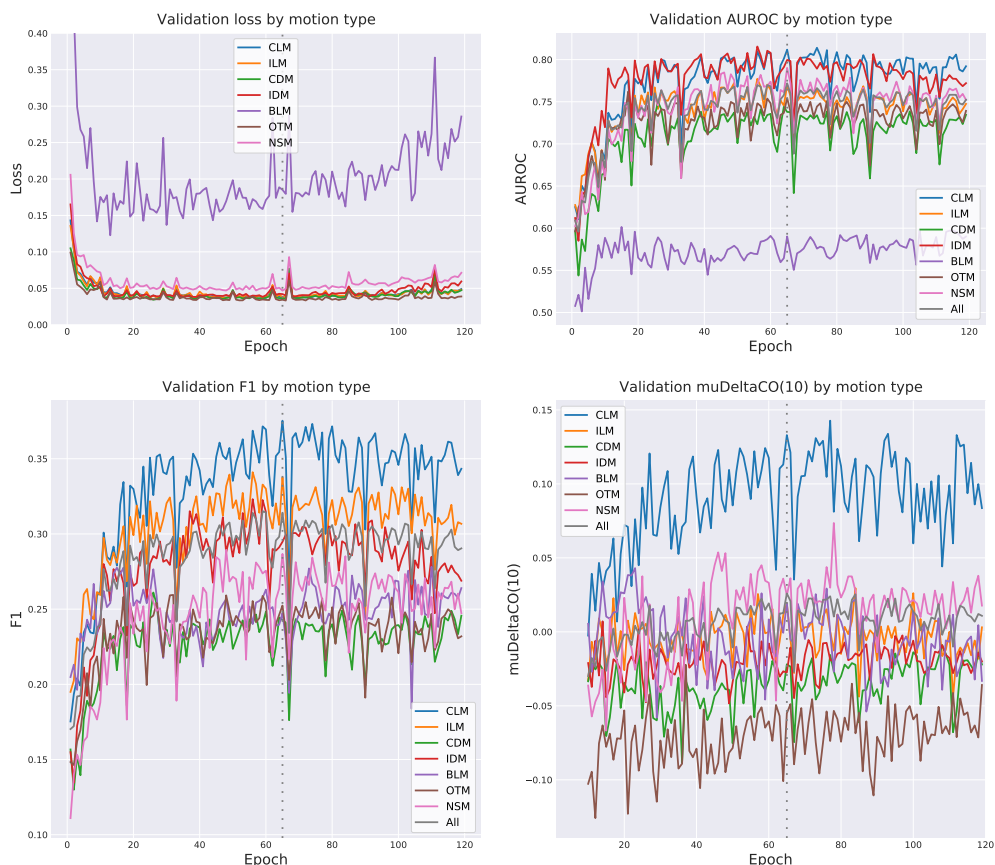 Validation loss by motion type
0.40
0.35
0.30
0.25
0.20
0.15
0.10
0.05
0.00
Loss
0 20 40 60 80 100 120
Epoch
CLM
ILM
CDM
IDM
BLM
OTM
NSM
Validation AUROC by motion type
0.80
0.75
0.70
0.65
0.60
0.55
0.50
AUROC
0 20 40 60 80 100 120
Epoch
CLM
ILM
CDM
IDM
BLM
OTM
NSM
All
Validation F1 by motion type
0.35
0.30
0.25
0.20
0.15
0.10
F1
0 20 40 60 80 100 120
Epoch
CLM
ILM
CDM
IDM
BLM
OTM
NSM
All
Validation muDeltaCO(10) by motion type
0.15
0.10
0.05
0.00
−0.05
−0.10
muDeltaCO(10)
0 20 40 60 80 100 120
Epoch
CLM
ILM
CDM
IDM
BLM
OTM
NSM
All